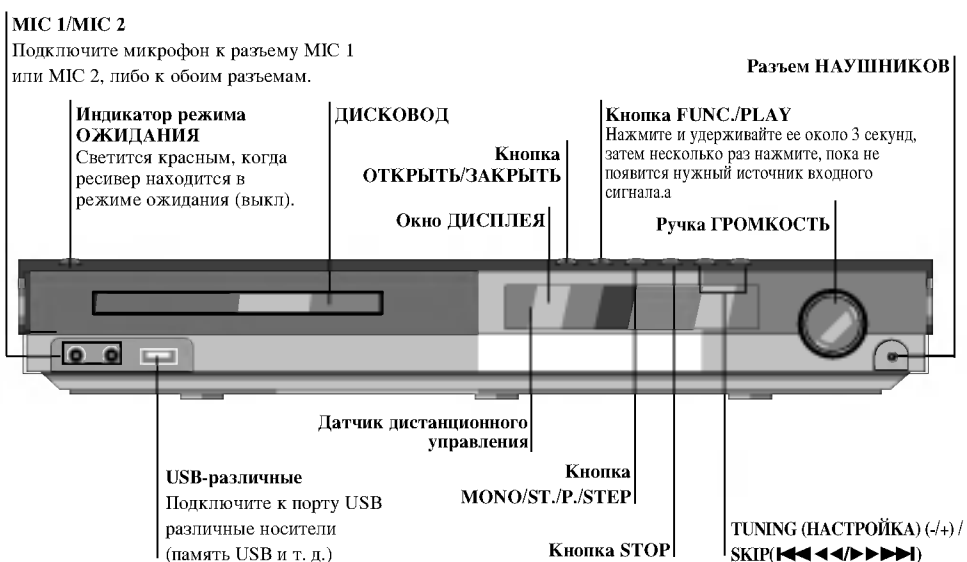 MIC 1/MIC 2
Подключите микрофон к разъему MIC 1
или MIC 2, либо к обоим разъемам.
Разъем НАУШНИКОВ
Индикатор режима
ОЖИДАНИЯ
Светится красным, когда
ресивер находится в
режиме ожидания (выкл).
ДИСКОВОД
Кнопка
ОТКРЫТЬ/ЗАКРЫТЬ
Окно ДИСПЛЕЯ
Кнопка FUNC./PLAY
Нажмите и удерживайте ее около 3 секунд,
затем несколько раз нажмите, пока не
появится нужный источник входного
сигнала.а
Ручка ГРОМКОСТЬ
Датчик дистанционного
управления
USB-различные
Подключите к порту USB
различные носители
(память USB и т. д.)
Кнопка
MONO/ST./P./STEP
Кнопка STOP
TUNING (НАСТРОЙКА) (-/+) /
SKIP(⏮◄◄/►►⏭)